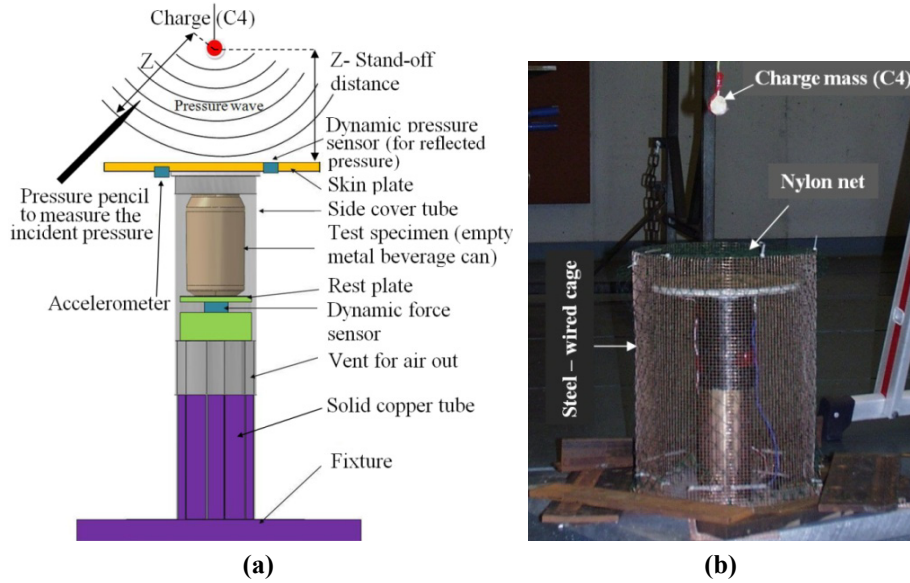 Charge (C4)
Z
Z- Stand-off
distance
Pressure wave
Dynamic pressure
sensor (for reflected
pressure)
Pressure pencil
to measure the
incident pressure
Skin plate
Side cover tube
Test specimen (empty
metal beverage can)
Accelerometer
Rest plate
Dynamic force
sensor
Vent for air out
Solid copper tube
Fixture
(a)
Charge mass (C4)
Nylon net
Steel – wired cage
(b)